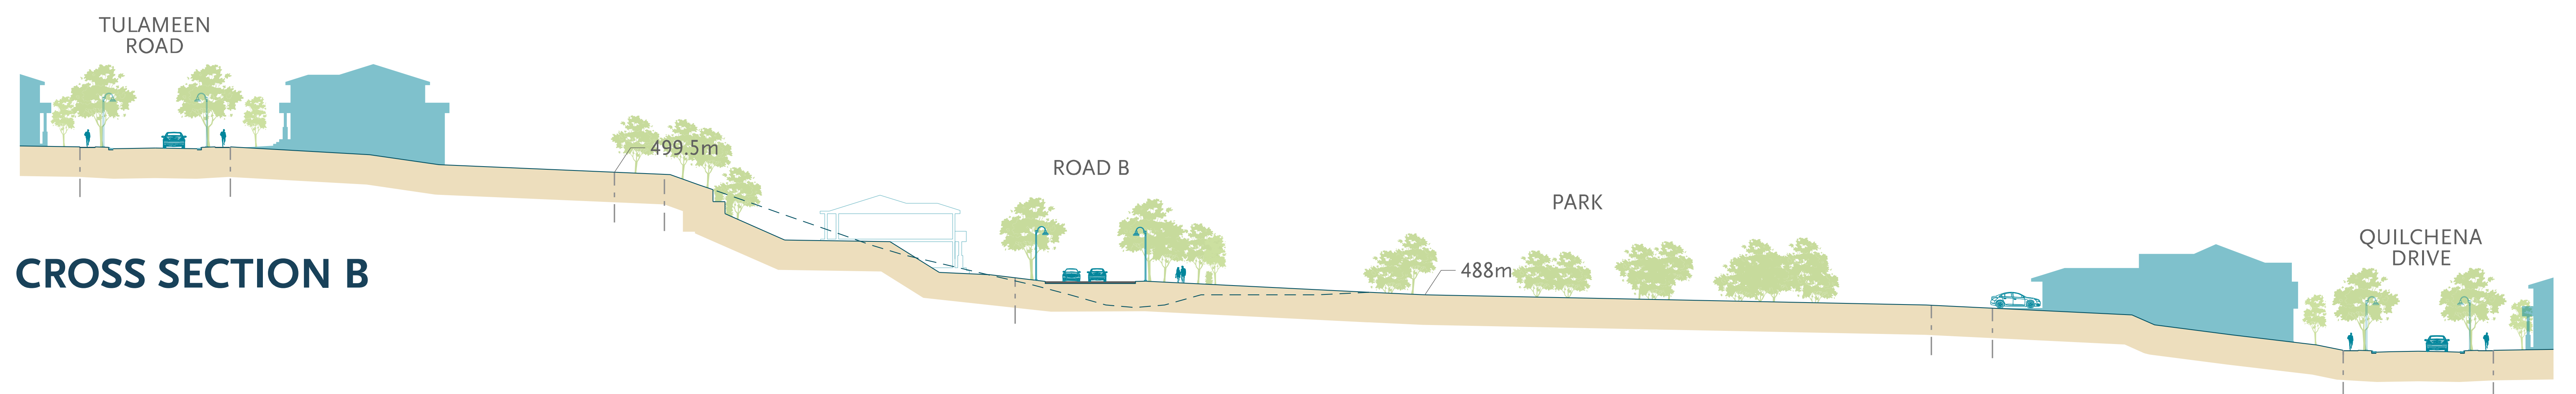 TULAMEEN
ROAD
499.5m
ROAD B
PARK
488m
QUILCHENA
DRIVE
CROSS SECTION B